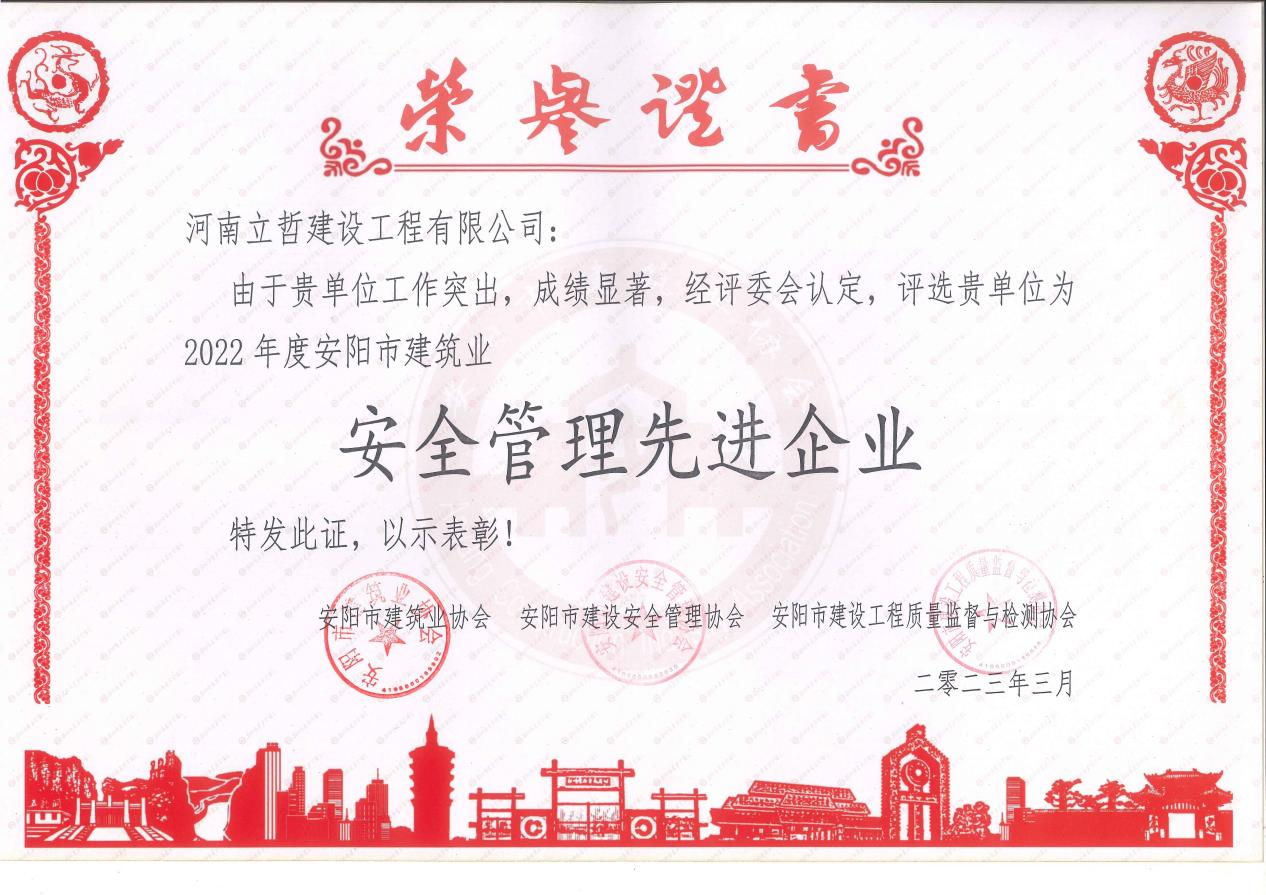 榮譽證書
河南立哲建设工程有限公司：
由于贵单位工作突出，成绩显著，经评委会认定，评选贵单位为
2022年度安阳市建筑业
安全管理先进企业
特发此证，以示表彰！
安阳市建筑业协会 安阳市建设安全管理协会 安阳市建设工程质量监督与检测协会
二零二三年三月